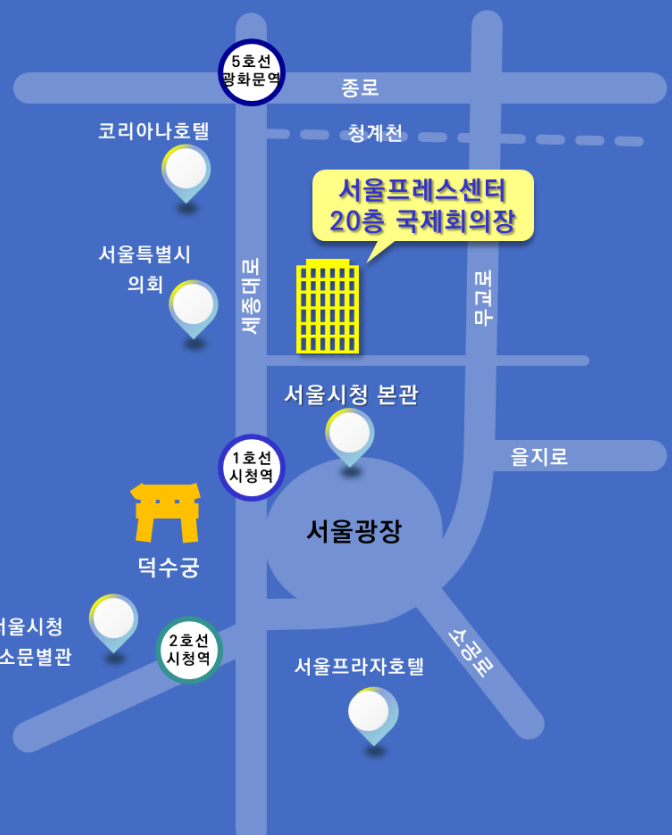 5호선
광화문역
종로
코리아나호텔
청계천
서울프레스센터
20층 국제회의장
서울특별시
의회
세종대로
무교로
서울시청 본관
1호선
시청역
을지로
서울광장
덕수궁
서울시청
소문별관
2호선
시청역
소공로
서울프라자호텔